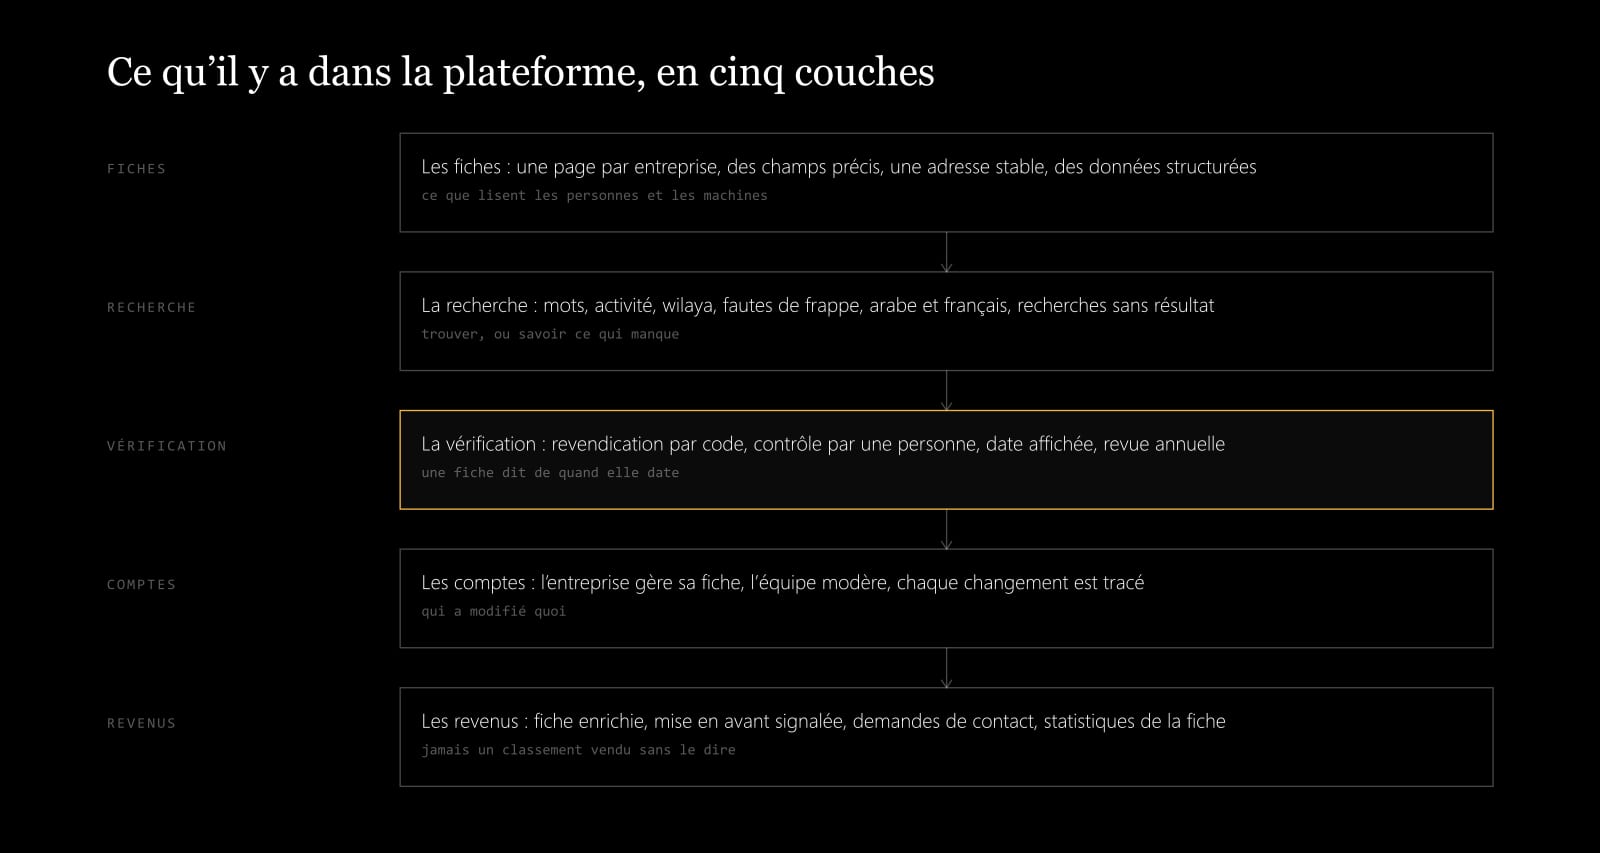 Ce qu’il y a dans la plateforme, en cinq couches
FICHES
Les fiches : une page par entreprise, des champs précis, une adresse stable, des données structurées
ce que lisent les personnes et les machines
RECHERCHE
La recherche : mots, activité, wilaya, fautes de frappe, arabe et français, recherches sans résultat
trouver, ou savoir ce qui manque
VÉRIFICATION
La vérification : revendication par code, contrôle par une personne, date affichée, revue annuelle
une fiche dit de quand elle date
COMPTES
Les comptes : l’entreprise gère sa fiche, l’équipe modère, chaque changement est tracé
qui a modifié quoi
REVENUS
Les revenus : fiche enrichie, mise en avant signalée, demandes de contact, statistiques de la fiche
jamais un classement vendu sans le dire